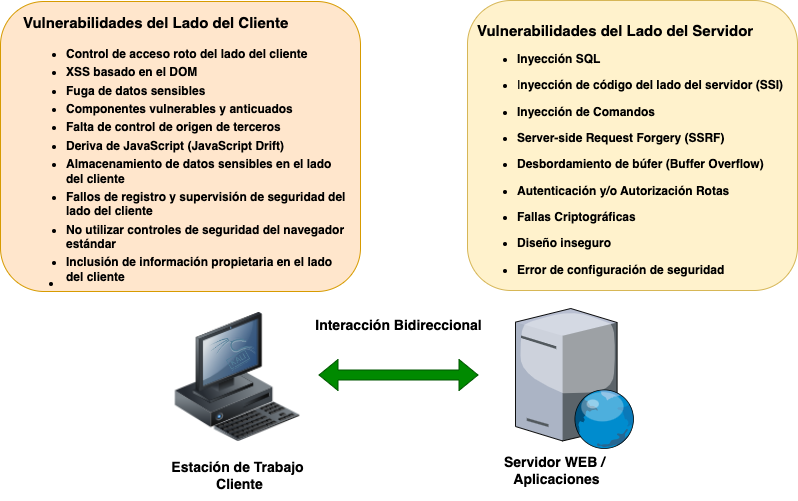 Vulnerabilidades del Lado del Cliente
Control de acceso roto del lado del cliente
XSS basado en el DOM
Fuga de datos sensibles
Componentes vulnerables y anticuados
Falta de control de origen de terceros
Deriva de JavaScript (JavaScript Drift)
Almacenamiento de datos sensibles en el lado
del cliente
Fallos de registro y supervisión de seguridad del
lado del cliente
No utilizar controles de seguridad del navegador
estándar
Inclusión de información propietaria en el lado
del cliente
Vulnerabilidades del Lado del Servidor
Inyección SQL
Inyección de código del lado del servidor (SSI)
Inyección de Comandos
Server-side Request Forgery (SSRF)
Desbordamiento de búfer (Buffer Overflow)
Autenticación y/o Autorización Rotas
Fallas Criptográficas
Diseño inseguro
Error de configuración de seguridad
Interacción Bidireccional
Estación de Trabajo
Cliente
Servidor WEB /
Aplicaciones